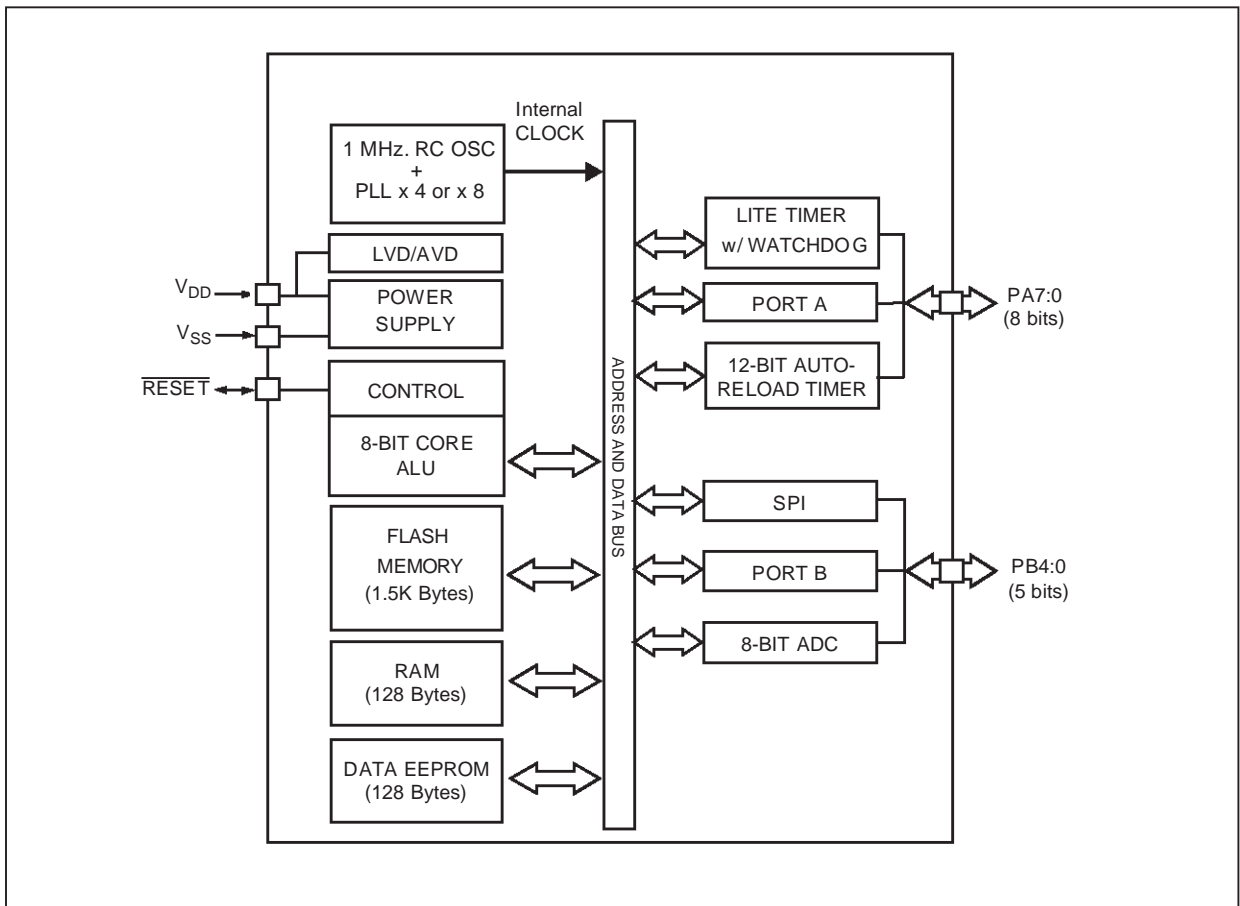 Internal
CLOCK
1 MHz. RC OSC
+
PLL x 4 or x 8
LVD/AVD
POWER
SUPPLY
VDD
VSS
RESET
CONTROL
8-BIT CORE
ALU
FLASH
MEMORY
(1.5K Bytes)
RAM
(128 Bytes)
DATA EEPROM
(128 Bytes)
ADDRESS AND DATA BUS
LITE TIMER
w/ WATCHDOG
PORT A
12-BIT AUTO-
RELOAD TIMER
PA7:0
(8 bits)
SPI
PORT B
8-BIT ADC
PB4:0
(5 bits)